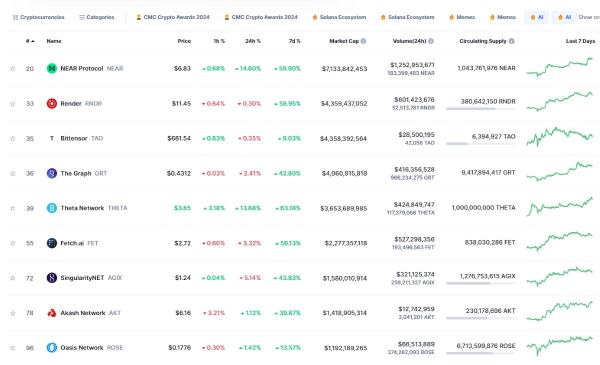 Cryptocurrencies Categories CMC Crypto Awards 2024 CMC Crypto Awards 2024 Solana Ecosystem Solana Ecosystem Memes Memes AI AI Show
# Name Price 1h % 24h % 7d % Market Cap Volume(24h) Circulating Supply Last 7 Days
20 NEAR Protocol NEAR $6.83 0.68% 14.60% 59.90% $7,133,842,453 $1,252,953,671 1,043,761,976 NEAR
183,399,483 NEAR
33 Render RNDR $11.45 0.64% 0.30% 58.95% $4,359,437,052 $601,423,676 380,642,150 RNDR
52,513,781 RNDR
35 Bittensor TAO $681.54 0.83% 0.35% 9.03% $4,358,392,564 $28,500,195 6,394,927 TAO
42,056 TAO
36 The Graph GRT $0.4312 0.03% 2.41% 42.80% $4,060,915,818 $416,356,528 9,417,894,417 GRT
966,234,275 GRT
39 Theta Network THETA $3.65 3.18% 13.68% 63.18% $3,653,689,985 $424,849,747 1,000,000,000 THETA
117,379,066 THETA
55 Fetch.ai FET $2.72 0.60% 3.32% 59.13% $2,277,357,118 $527,298,356 838,030,286 FET
193,496,563 FET
72 SingularityNET AGIX $1.24 0.04% 5.14% 43.83% $1,580,010,914 $321,125,374 1,276,753,615 AGIX
259,211,327 AGIX
78 Akash Network AKT $6.16 3.21% 1.12% 39.87% $1,418,905,314 $12,742,959 230,178,696 AKT
2,041,201 AKT
96 Oasis Network ROSE $0.1776 0.30% 1.42% 13.57% $1,192,189,265 $66,513,889 6,713,599,876 ROSE
374,262,093 ROSE